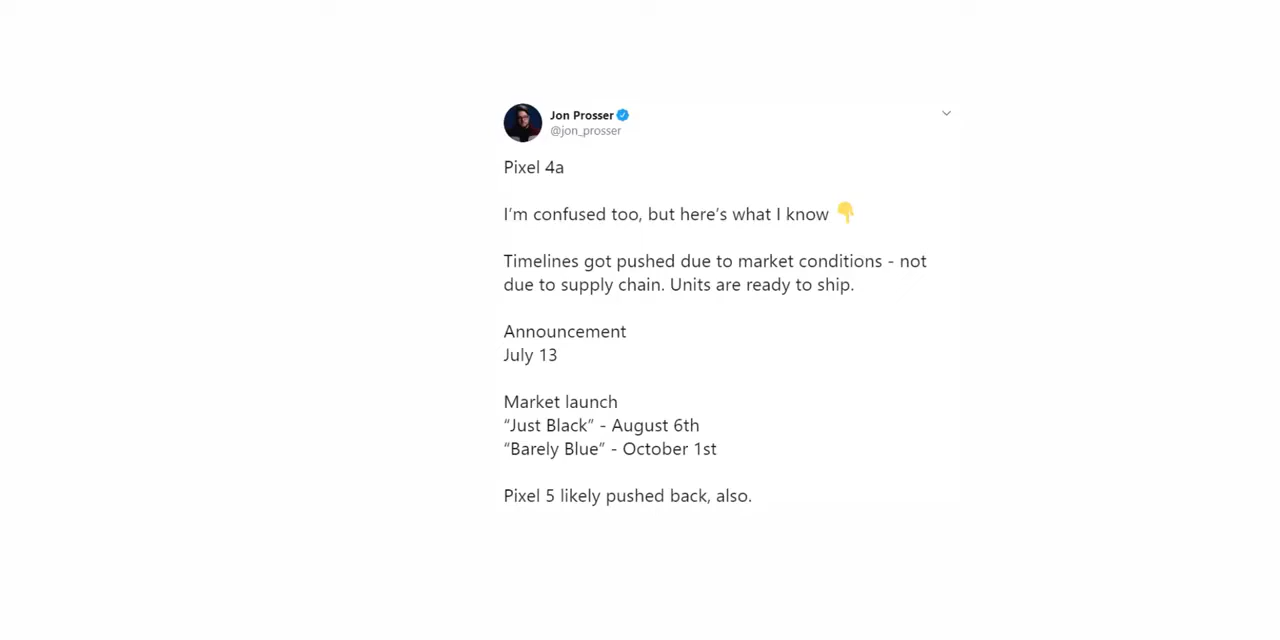 Jon Prosser
@jon_prosser
Pixel 4a
I’m confused too, but here’s what I know 👇
Timelines got pushed due to market conditions - not
due to supply chain. Units are ready to ship.
Announcement
July 13
Market launch
“Just Black” - August 6th
“Barely Blue” - October 1st
Pixel 5 likely pushed back, also.